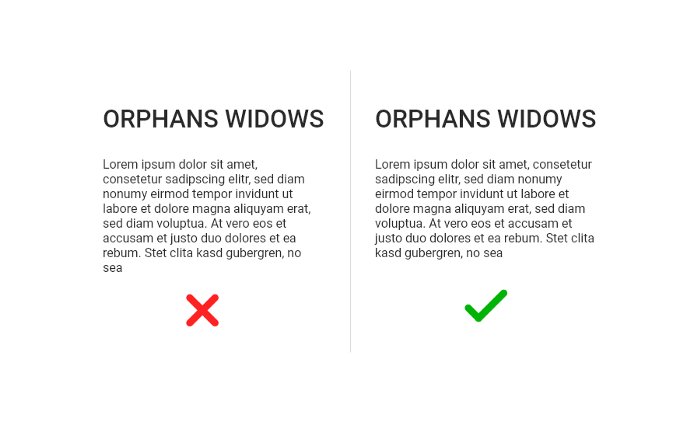 ORPHANS WIDOWS
Lorem ipsum dolor sit amet,
consetetur sadipscing elitr, sed diam
nonumy eirmod tempor invidunt ut
labore et dolore magna aliquyam erat,
sed diam voluptua. At vero eos et
accusam et justo duo dolores et ea
rebum. Stet clita kasd gubergren, no
sea
ORPHANS WIDOWS
Lorem ipsum dolor sit amet, consetetur
sadipscing elitr, sed diam nonumy
eirmod tempor invidunt ut labore et
dolore magna aliquyam erat, sed diam
voluptua. At vero eos et accusam et
justo duo dolores et ea rebum. Stet clita
kasd gubergren, no sea